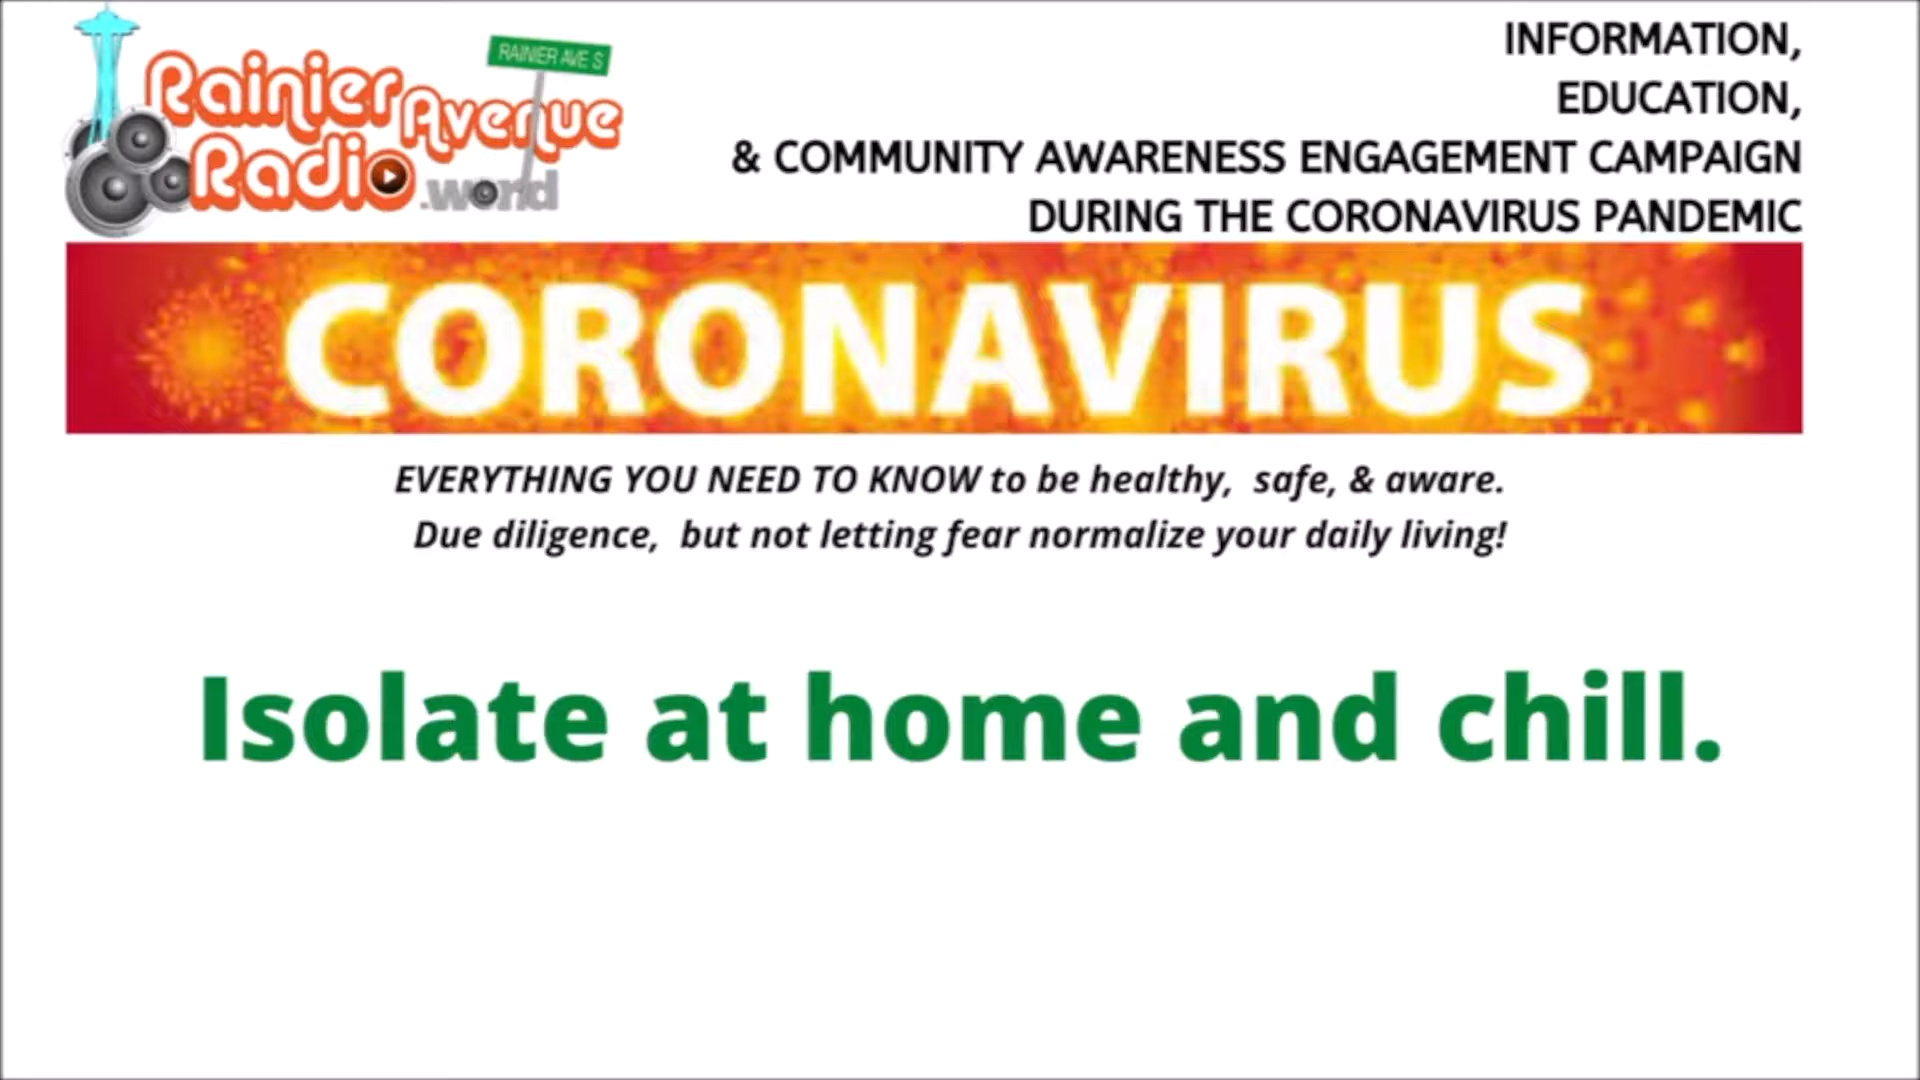 RAINIER AVE S
Rainier Avenue
Radio .world
INFORMATION,
EDUCATION,
& COMMUNITY AWARENESS ENGAGEMENT CAMPAIGN
DURING THE CORONAVIRUS PANDEMIC
CORONAVIRUS
EVERYTHING YOU NEED TO KNOW to be healthy, safe, & aware.
Due diligence, but not letting fear normalize your daily living!
Isolate at home and chill.